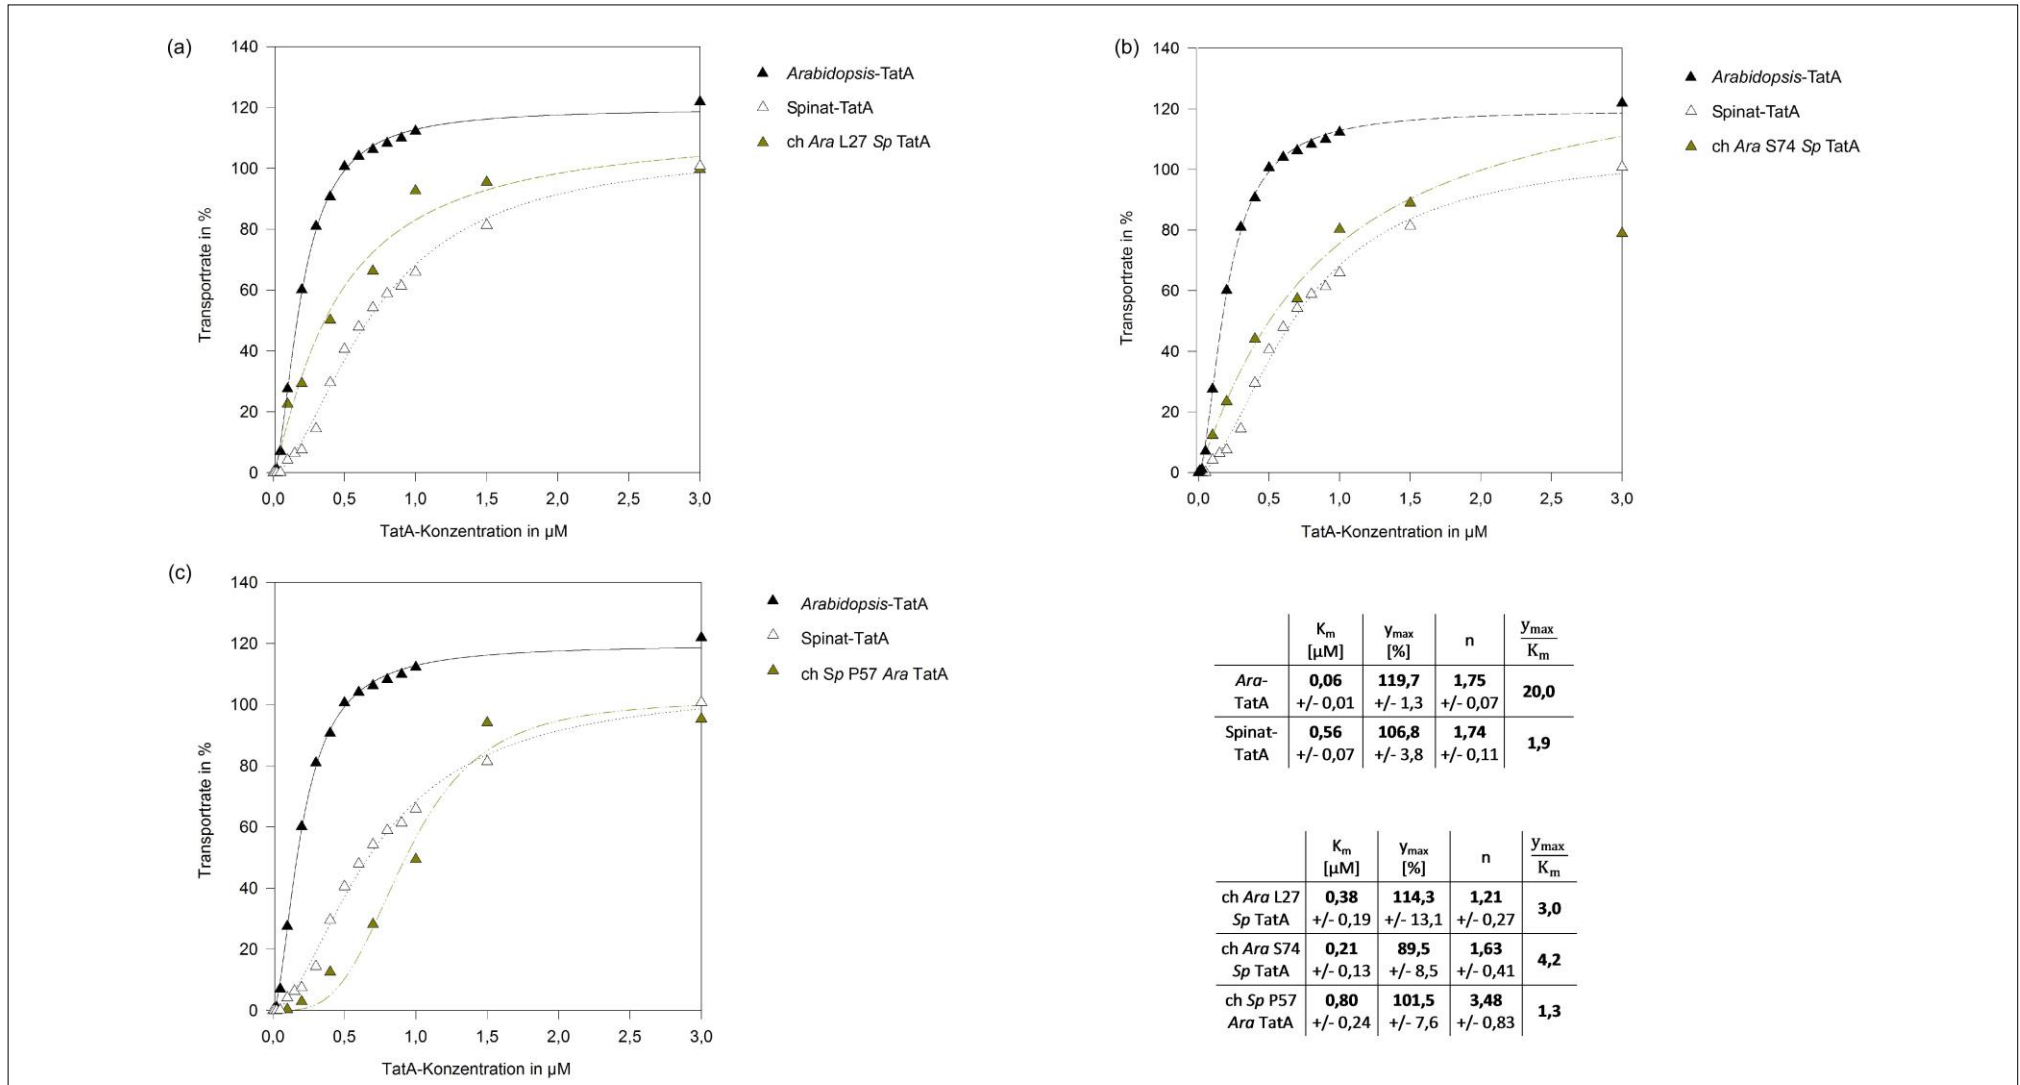 (a)
140
120
100
80
60
40
20
0
Transportrate in %
0,0 0,5 1,0 1,5 2,0 2,5 3,0
TatA-Konzentration in µM
Arabidopsis-TatA
Spinat-TatA
ch Ara L27 Sp TatA
(b)
140
120
100
80
60
40
20
0
Transportrate in %
0,0 0,5 1,0 1,5 2,0 2,5 3,0
TatA-Konzentration in µM
Arabidopsis-TatA
Spinat-TatA
ch Ara S74 Sp TatA
(c)
140
120
100
80
60
40
20
0
Transportrate in %
0,0 0,5 1,0 1,5 2,0 2,5 3,0
TatA-Konzentration in µM
Arabidopsis-TatA
Spinat-TatA
ch Sp P57 Ara TatA
Km ymax n ymax
[µM] [%] Km
Ara- 0,06 119,7 1,75 20,0
TatA +/- 0,01 +/- 1,3 +/- 0,07
Spinat- 0,56 106,8 1,74 1,9
TatA +/- 0,07 +/- 3,8 +/- 0,11
Km ymax n ymax
[µM] [%] Km
ch Ara L27 0,38 114,3 1,21 3,0
Sp TatA +/- 0,19 +/- 13,1 +/- 0,27
ch Ara S74 0,21 89,5 1,63 4,2
Sp TatA +/- 0,13 +/- 8,5 +/- 0,41
ch Sp P57 0,80 101,5 3,48 1,3
Ara TatA +/- 0,24 +/- 7,6 +/- 0,83